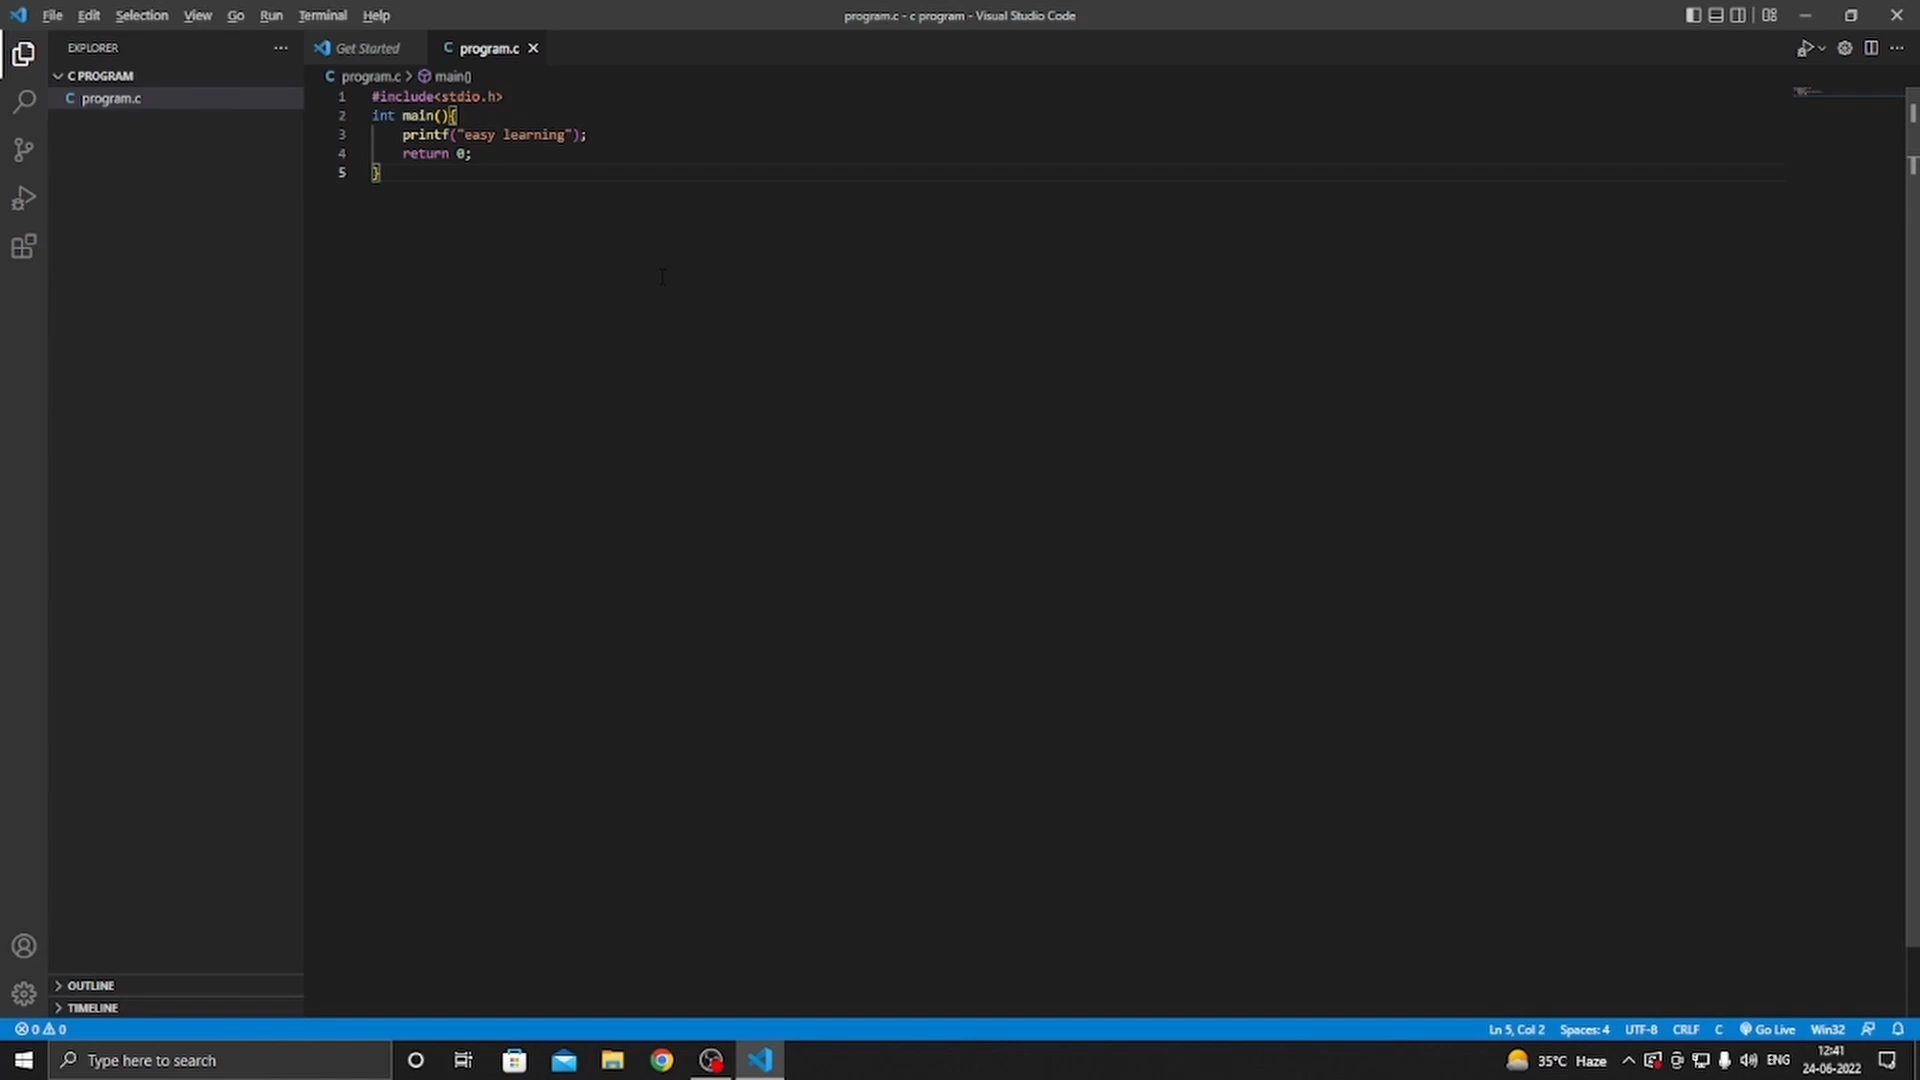 File Edit Selection View Go Run Terminal Help
program.c - c program - Visual Studio Code
EXPLORER
C PROGRAM
C program.c
Get Started
C program.c
C program.c > main()
1 #include<stdio.h>
2 int main(){
3 printf("easy learning");
4 return 0;
5 }
OUTLINE
TIMELINE
0 0
Ln 5, Col 2 Spaces: 4 UTF-8 CRLF C Go Live Win32
Type here to search
35°C Haze
ENG
12:41
24-06-2022